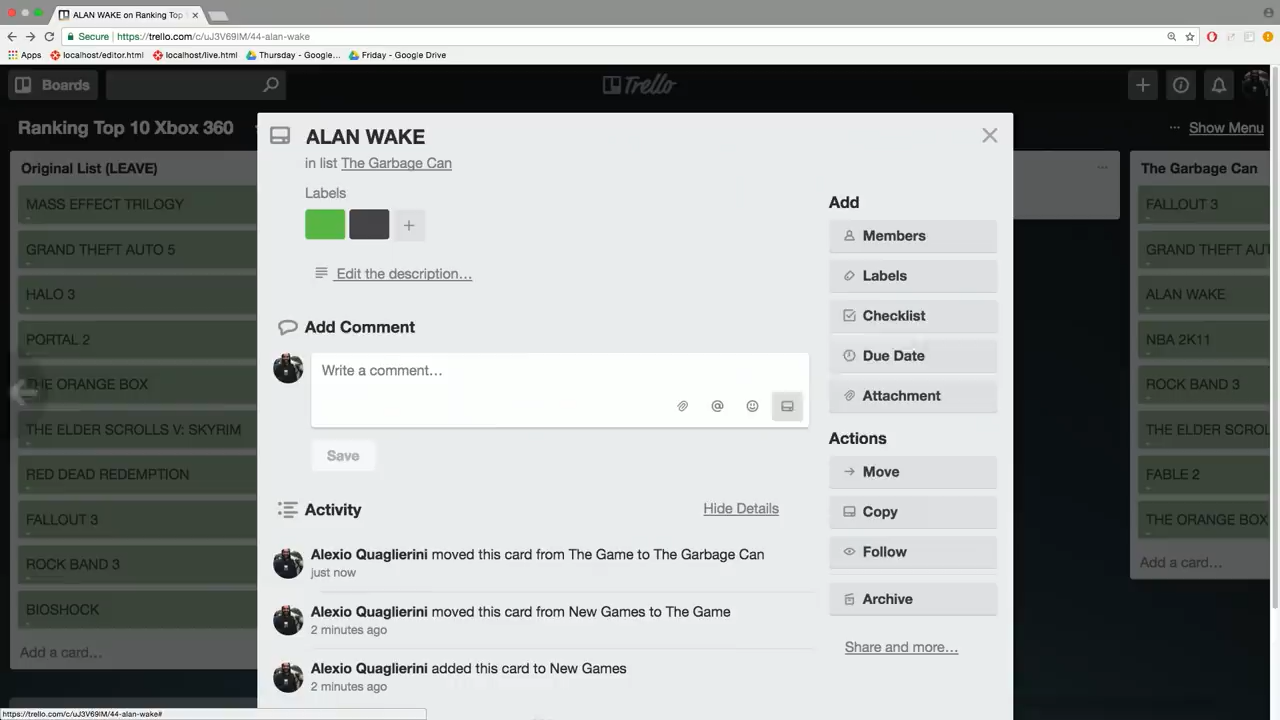 ALAN WAKE on Ranking Top
Secure https://trello.com/c/uJ3V69lM/44-alan-wake
Apps localhost/editor.html localhost/live.html Thursday - Google... Friday - Google Drive
Boards Trello
Ranking Top 10 Xbox 360 ... Show Menu
Original List (LEAVE)
MASS EFFECT TRILOGY
GRAND THEFT AUTO 5
HALO 3
PORTAL 2
THE ORANGE BOX
THE ELDER SCROLLS V: SKYRIM
RED DEAD REDEMPTION
FALLOUT 3
ROCK BAND 3
BIOSHOCK
Add a card...
ALAN WAKE
in list The Garbage Can
Labels
Edit the description...
Add Comment
Write a comment...
Save
Activity Hide Details
Alexio Quaglierini moved this card from The Game to The Garbage Can
just now
Alexio Quaglierini moved this card from New Games to The Game
2 minutes ago
Alexio Quaglierini added this card to New Games
2 minutes ago
Add
Members
Labels
Checklist
Due Date
Attachment
Actions
Move
Copy
Follow
Archive
Share and more...
The Garbage Can
FALLOUT 3
GRAND THEFT AUT
ALAN WAKE
NBA 2K11
ROCK BAND 3
THE ELDER SCROL
FABLE 2
THE ORANGE BOX
Add a card...
https://trello.com/c/uJ3V69lM/44-alan-wake#